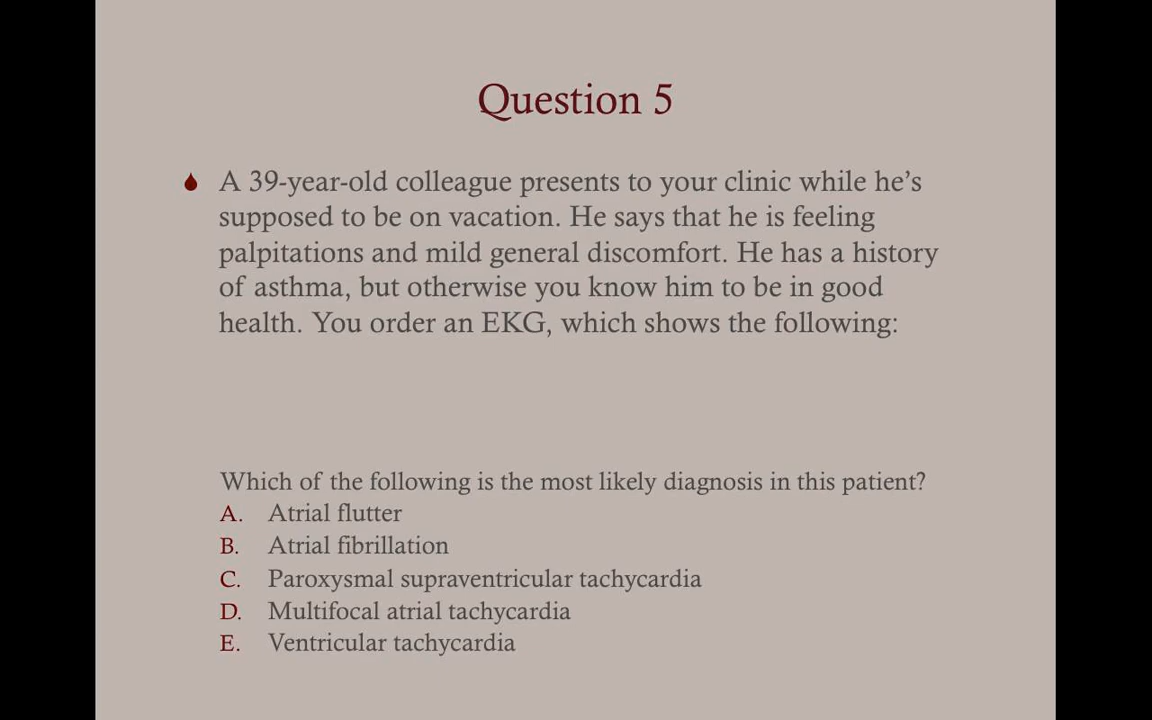 Question 5
A 39-year-old colleague presents to your clinic while he’s
supposed to be on vacation. He says that he is feeling
palpitations and mild general discomfort. He has a history
of asthma, but otherwise you know him to be in good
health. You order an EKG, which shows the following:
Which of the following is the most likely diagnosis in this patient?
A. Atrial flutter
B. Atrial fibrillation
C. Paroxysmal supraventricular tachycardia
D. Multifocal atrial tachycardia
E. Ventricular tachycardia